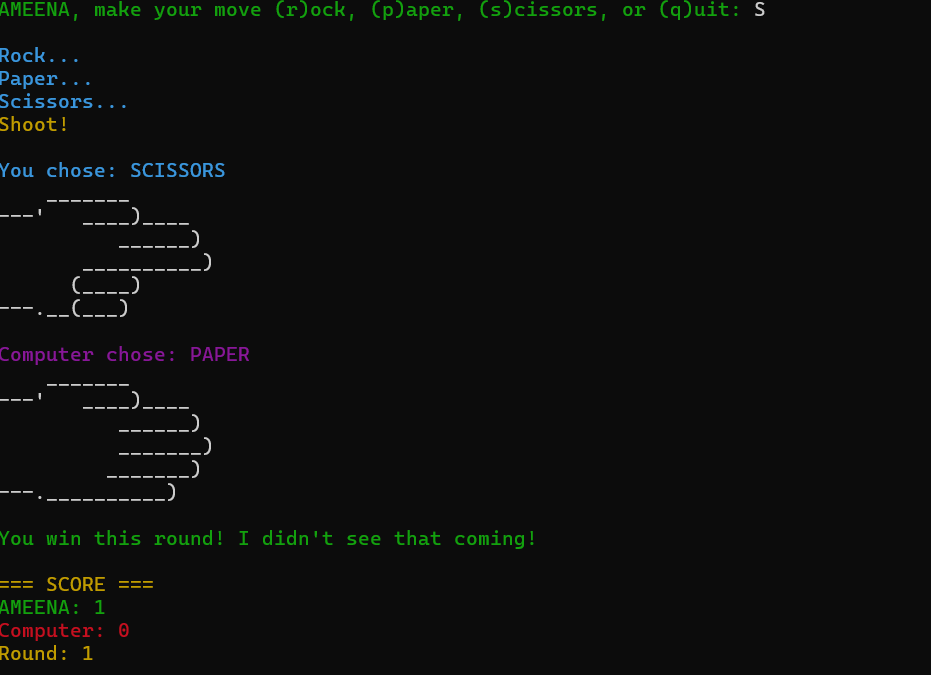 AMEENA, make your move (r)ock, (p)aper, (s)cissors, or (q)uit: S
Rock...
Paper...
Scissors...
Shoot!
You chose: SCISSORS
    _______
---'   ____)____
          ______)
       __________)
      (____)
---.__(___)
Computer chose: PAPER
    _______
---'   ____)____
          ______)
          _______)
         _______)
---.__________)
You win this round! I didn't see that coming!
=== SCORE ===
AMEENA: 1
Computer: 0
Round: 1